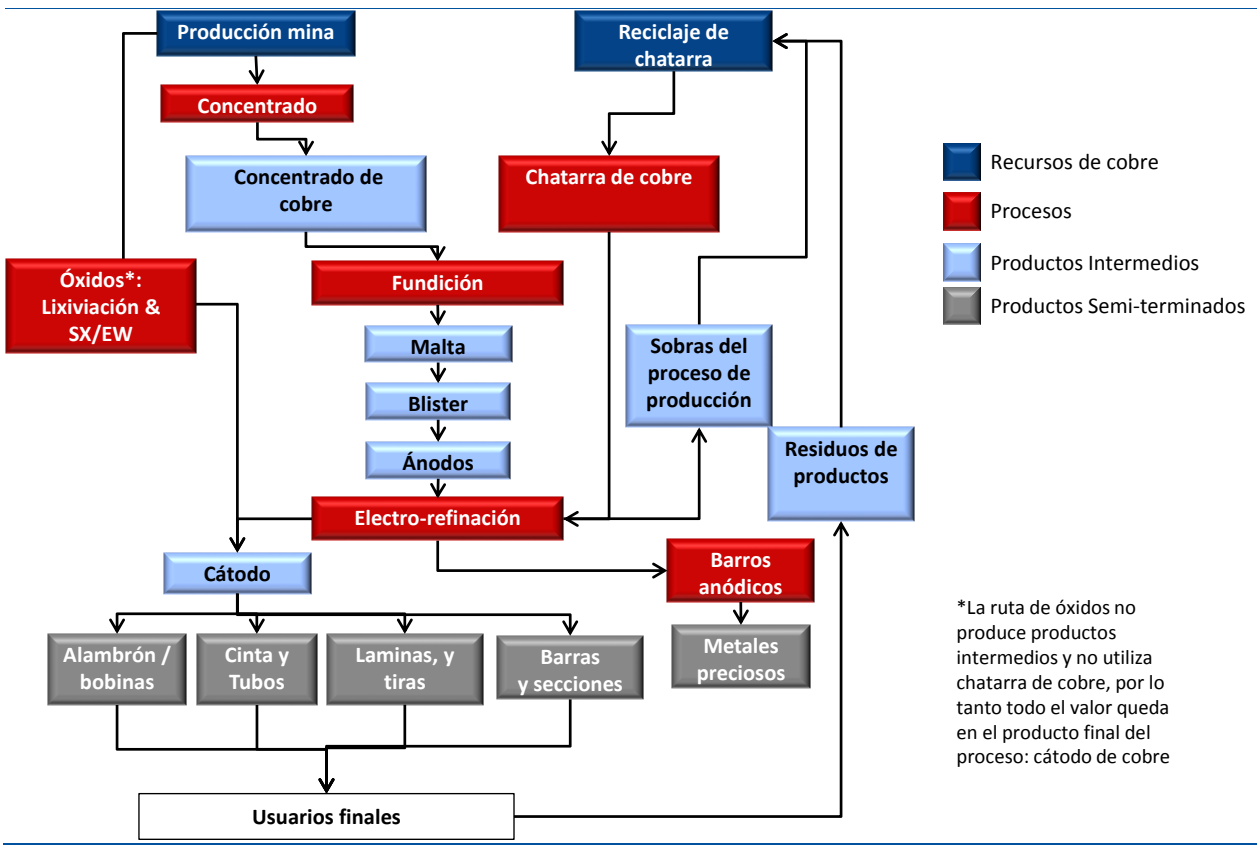 Producción mina
Reciclaje de
chatarra
Concentrado
Concentrado de
cobre
Chatarra de cobre
Recursos de cobre
Procesos
Productos Intermedios
Productos Semi-terminados
Óxidos*:
Lixiviación &
SX/EW
Fundición
Malta
Blister
Ánodos
Sobras del
proceso de
producción
Residuos de
productos
Electro-refinación
Cátodo
Barros
anódicos
Metales
preciosos
Alambrón /
bobinas
Cinta y
Tubos
Laminas, y
tiras
Barras
y secciones
Usuarios finales
*La ruta de óxidos no
produce productos
intermedios y no utiliza
chatarra de cobre, por lo
tanto todo el valor queda
en el producto final del
proceso: cátodo de cobre